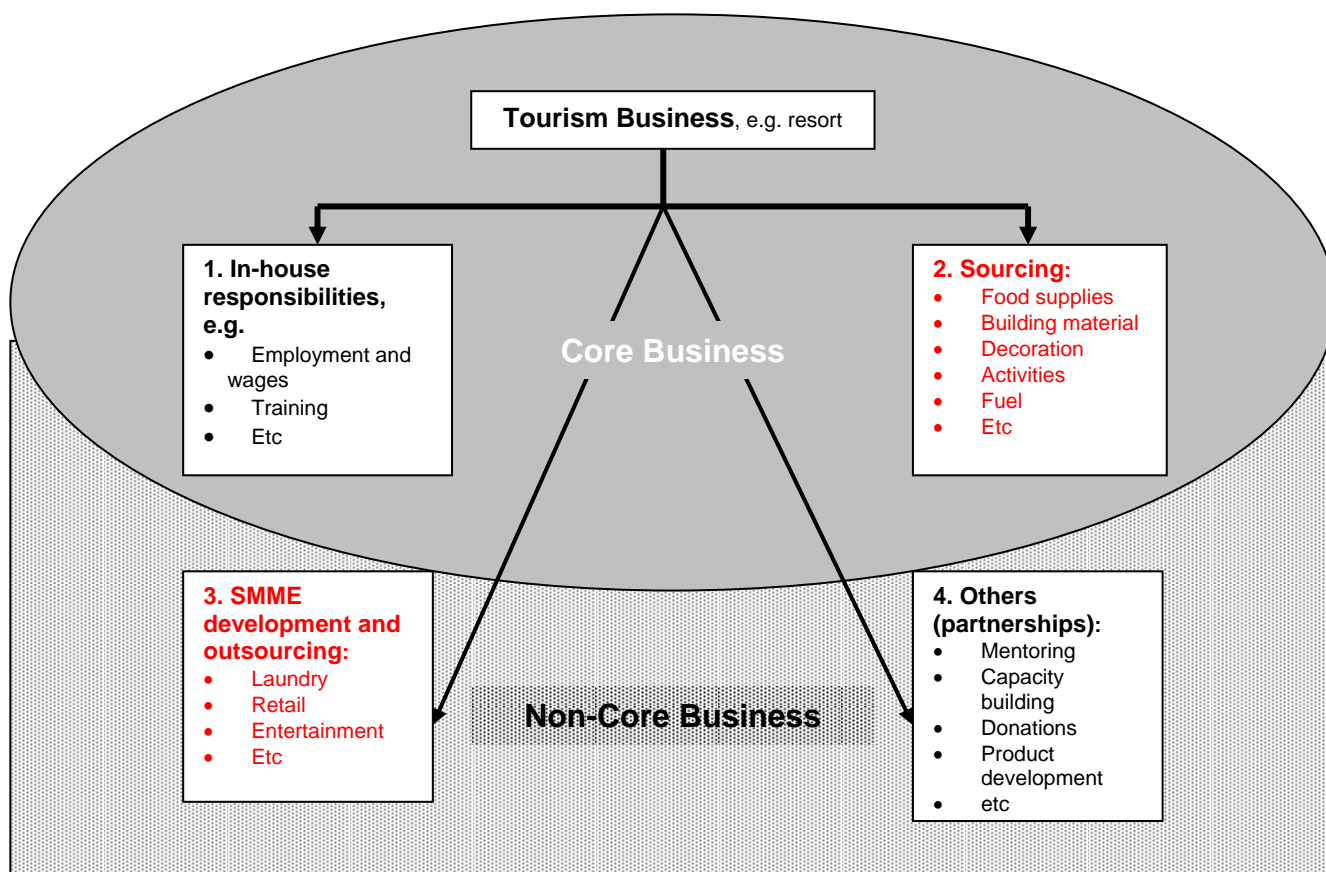 Tourism Business, e.g. resort
1. In-house
responsibilities,
e.g.
• Employment and
wages
• Training
• Etc
Core Business
2. Sourcing:
• Food supplies
• Building material
• Decoration
• Activities
• Fuel
• Etc
3. SMME
development and
outsourcing:
• Laundry
• Retail
• Entertainment
• Etc
Non-Core Business
4. Others
(partnerships):
• Mentoring
• Capacity
building
• Donations
• Product
development
• etc